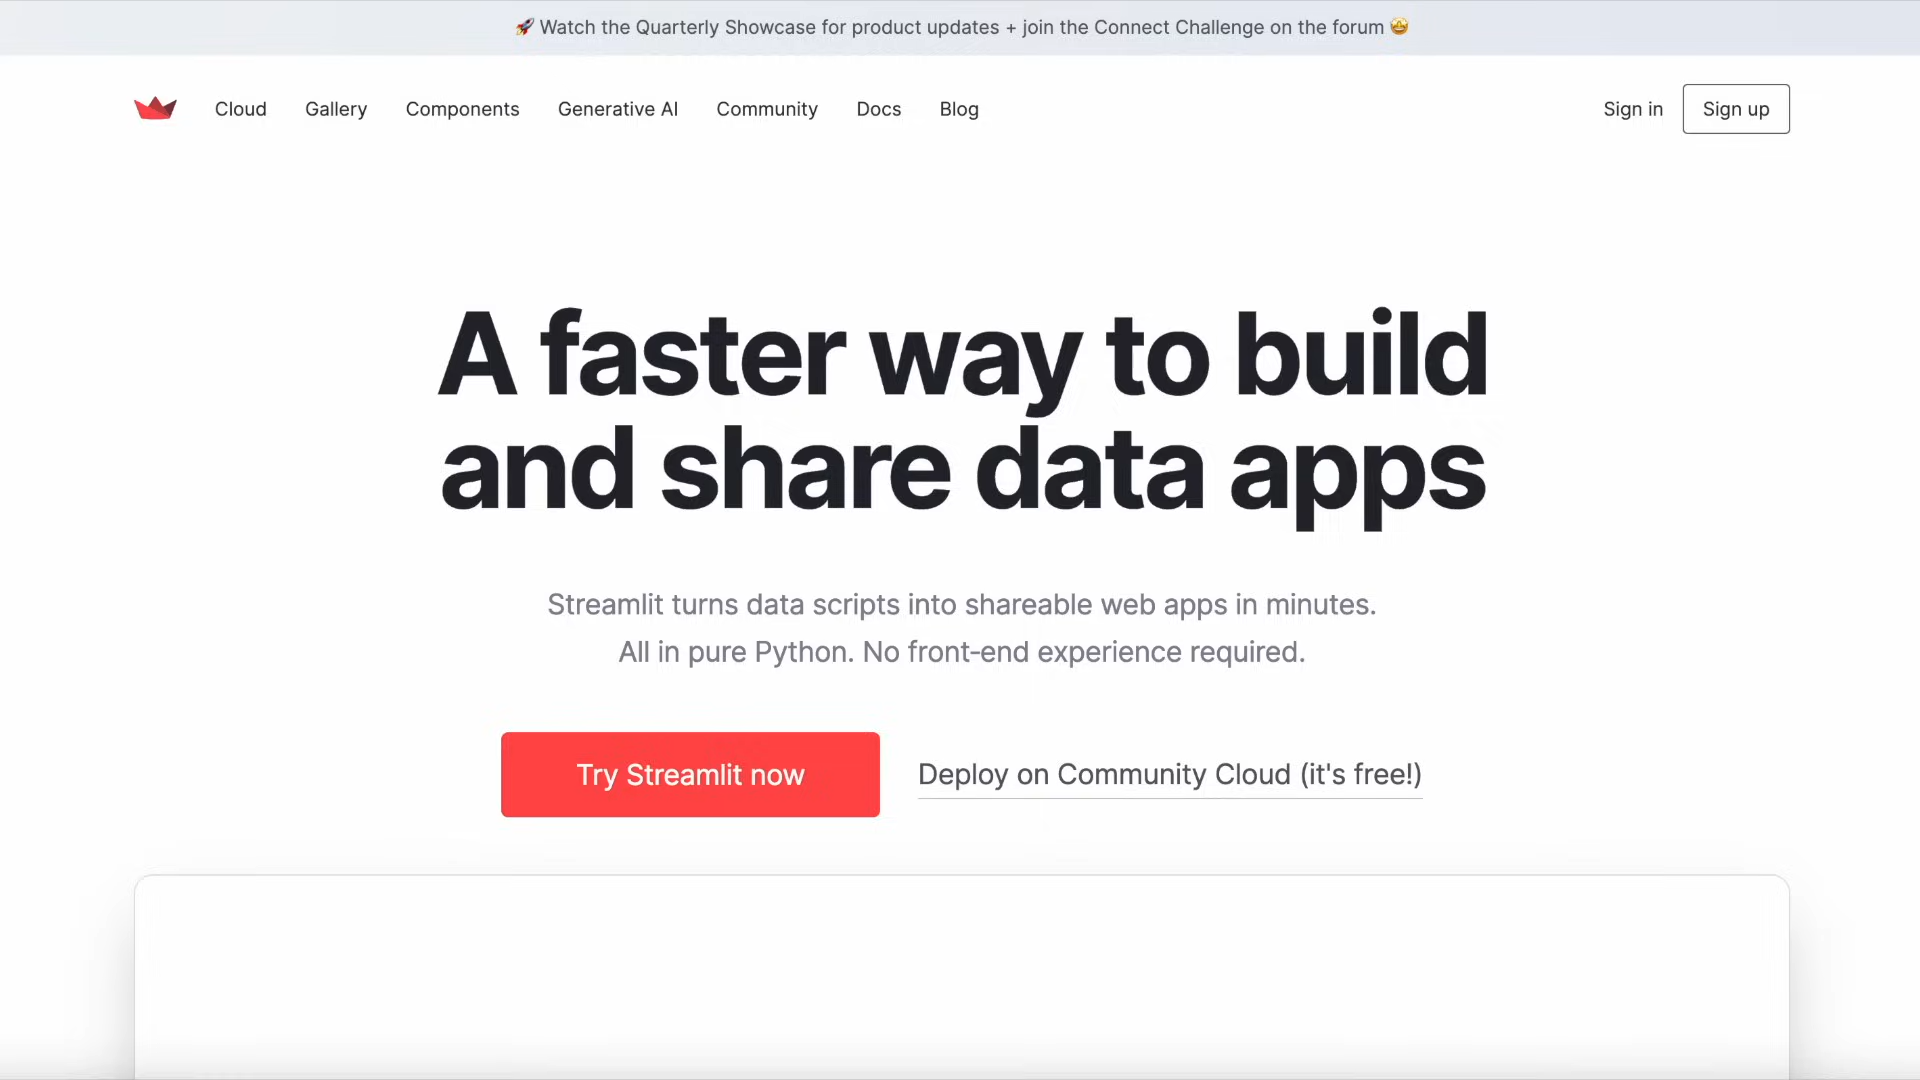 🚀 Watch the Quarterly Showcase for product updates + join the Connect Challenge on the forum 🤩
Cloud Gallery Components Generative AI Community Docs Blog Sign in Sign up
A faster way to build
and share data apps
Streamlit turns data scripts into shareable web apps in minutes.
All in pure Python. No front-end experience required.
Try Streamlit now Deploy on Community Cloud (it's free!)